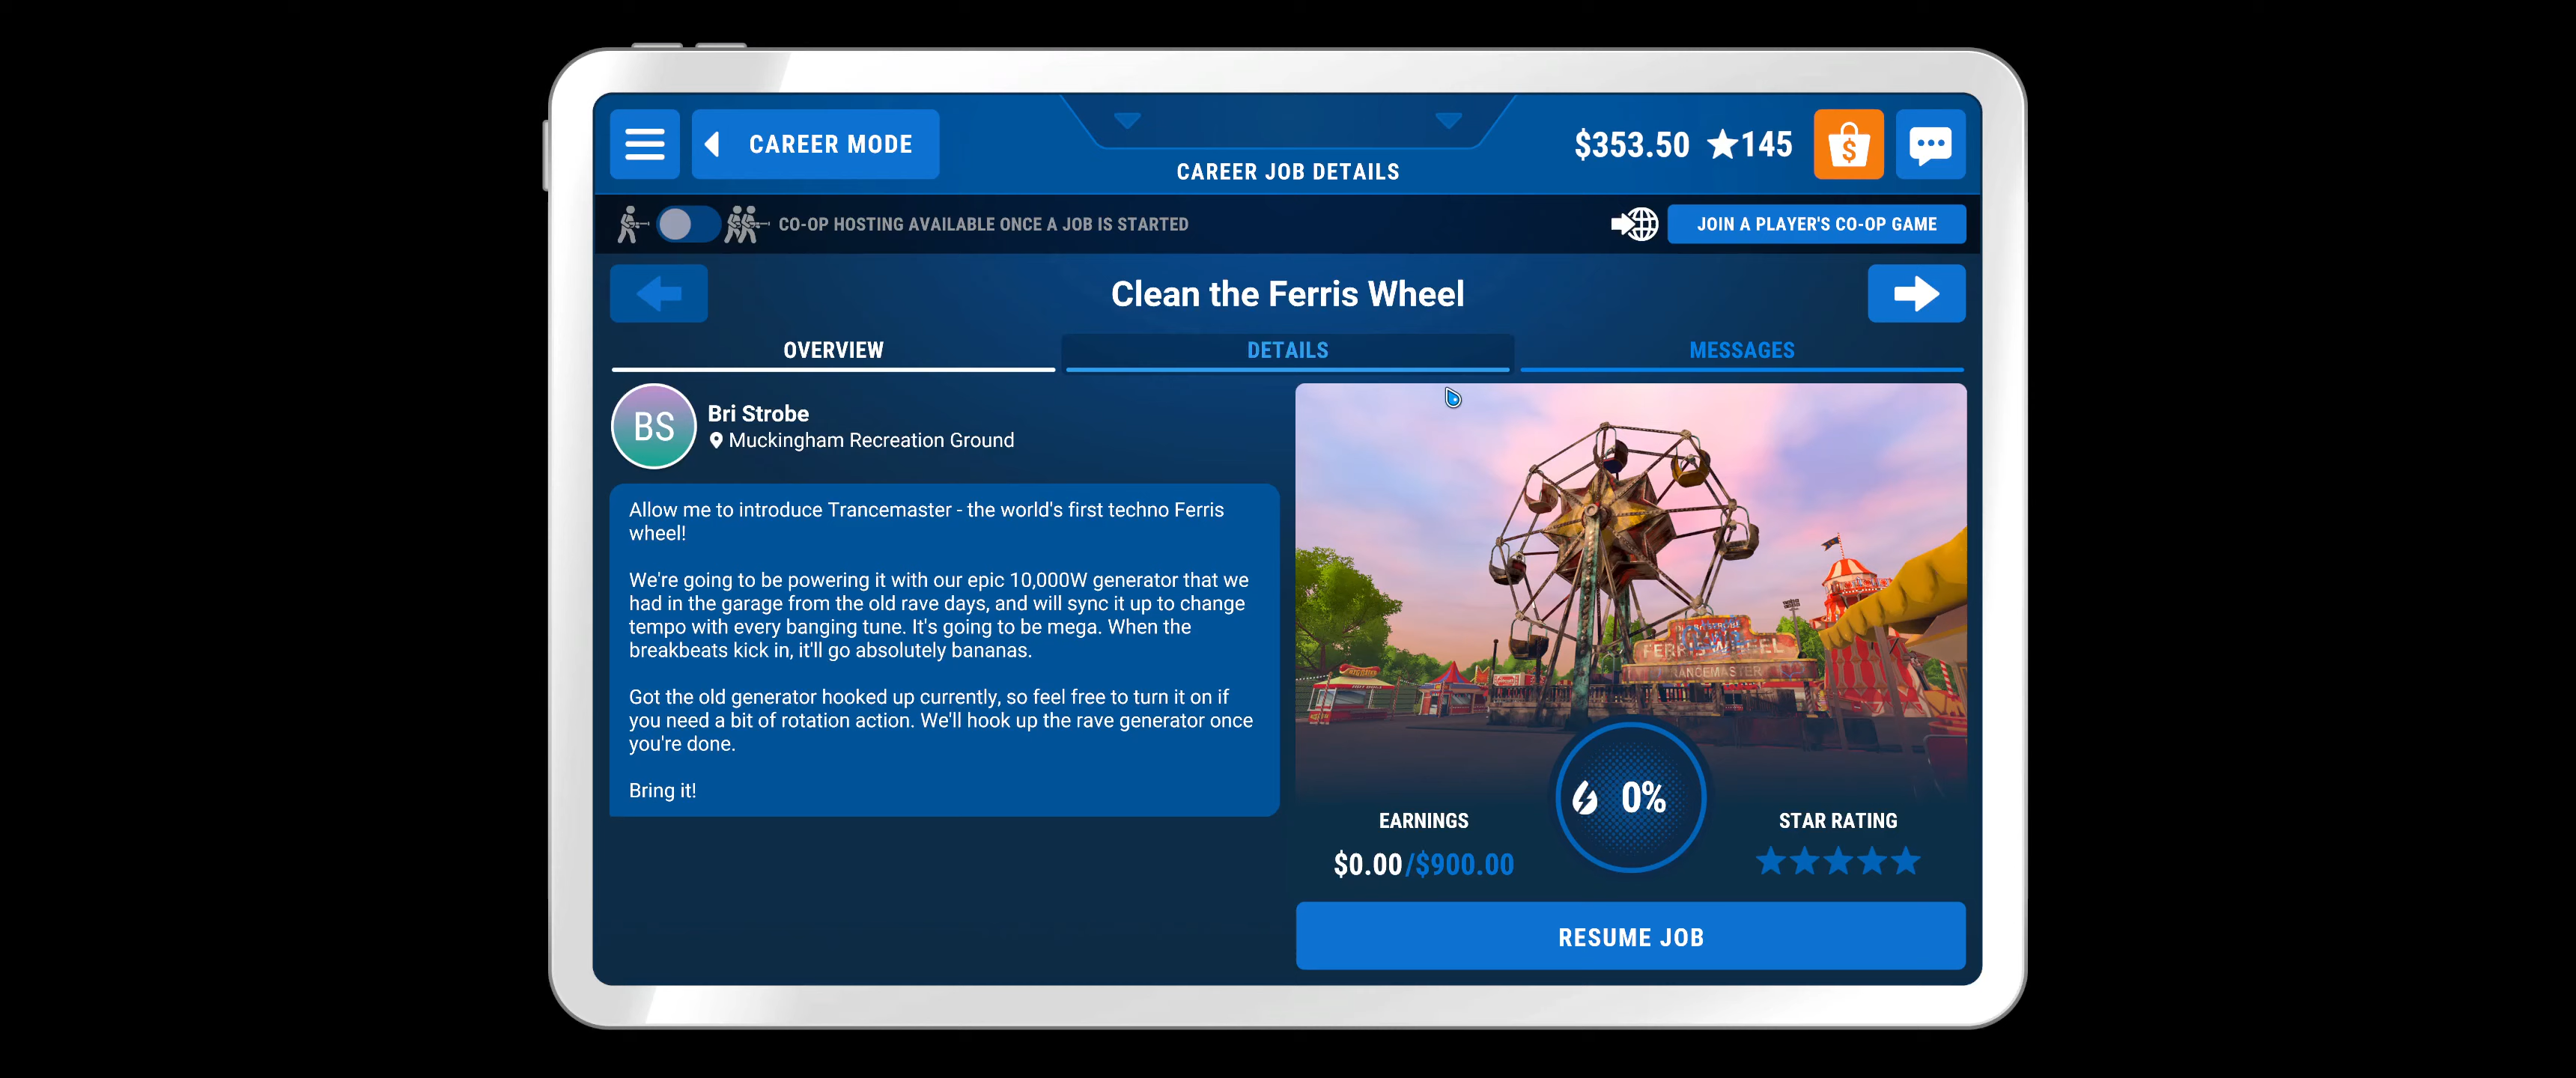 CAREER MODE
CAREER JOB DETAILS
$353.50 145
CO-OP HOSTING AVAILABLE ONCE A JOB IS STARTED
JOIN A PLAYER'S CO-OP GAME
Clean the Ferris Wheel
OVERVIEW
DETAILS
MESSAGES
BS
Bri Strobe
Muckingham Recreation Ground
Allow me to introduce Trancemaster - the world's first techno Ferris
wheel!
We're going to be powering it with our epic 10,000W generator that we
had in the garage from the old rave days, and will sync it up to change
tempo with every banging tune. It's going to be mega. When the
breakbeats kick in, it'll go absolutely bananas.
Got the old generator hooked up currently, so feel free to turn it on if
you need a bit of rotation action. We'll hook up the rave generator once
you're done.
Bring it!
FERRIS WHEEL
TRANCEMASTER
0%
EARNINGS
$0.00/$900.00
STAR RATING
RESUME JOB